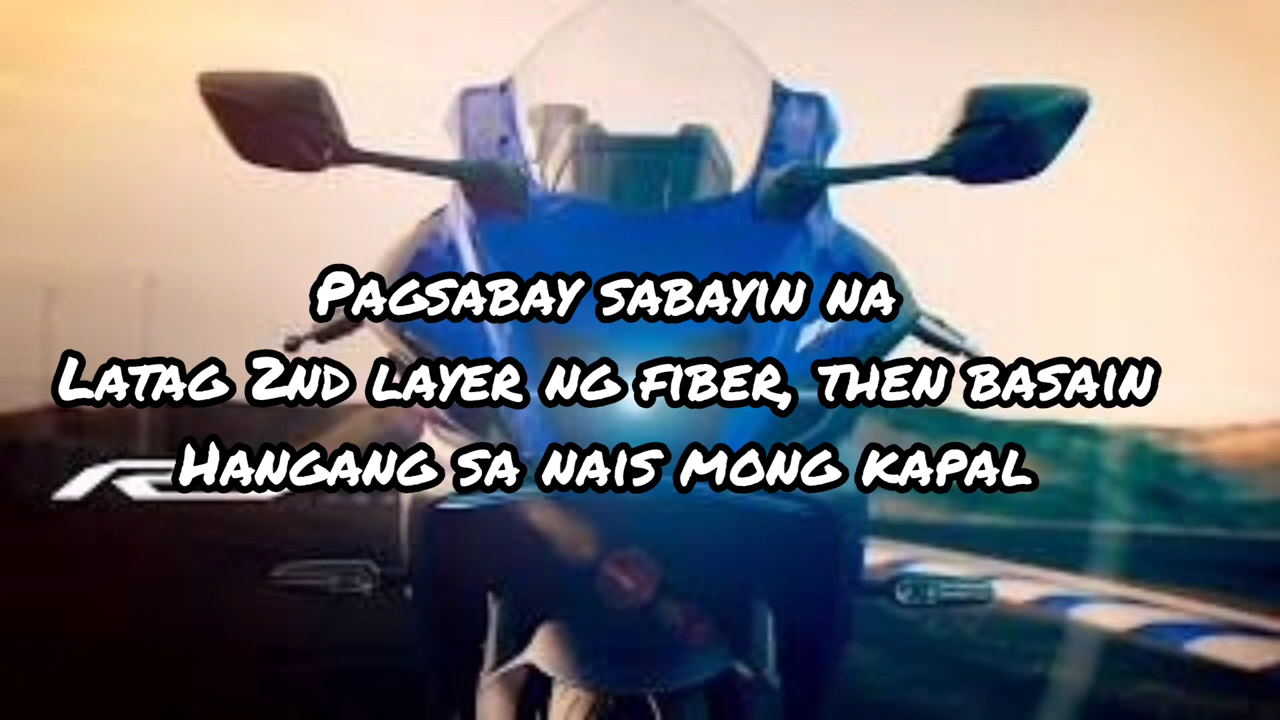 Pagsabay sabayin na
Latag 2nd layer ng fiber, then basain
Hangang sa nais mong kapal
R